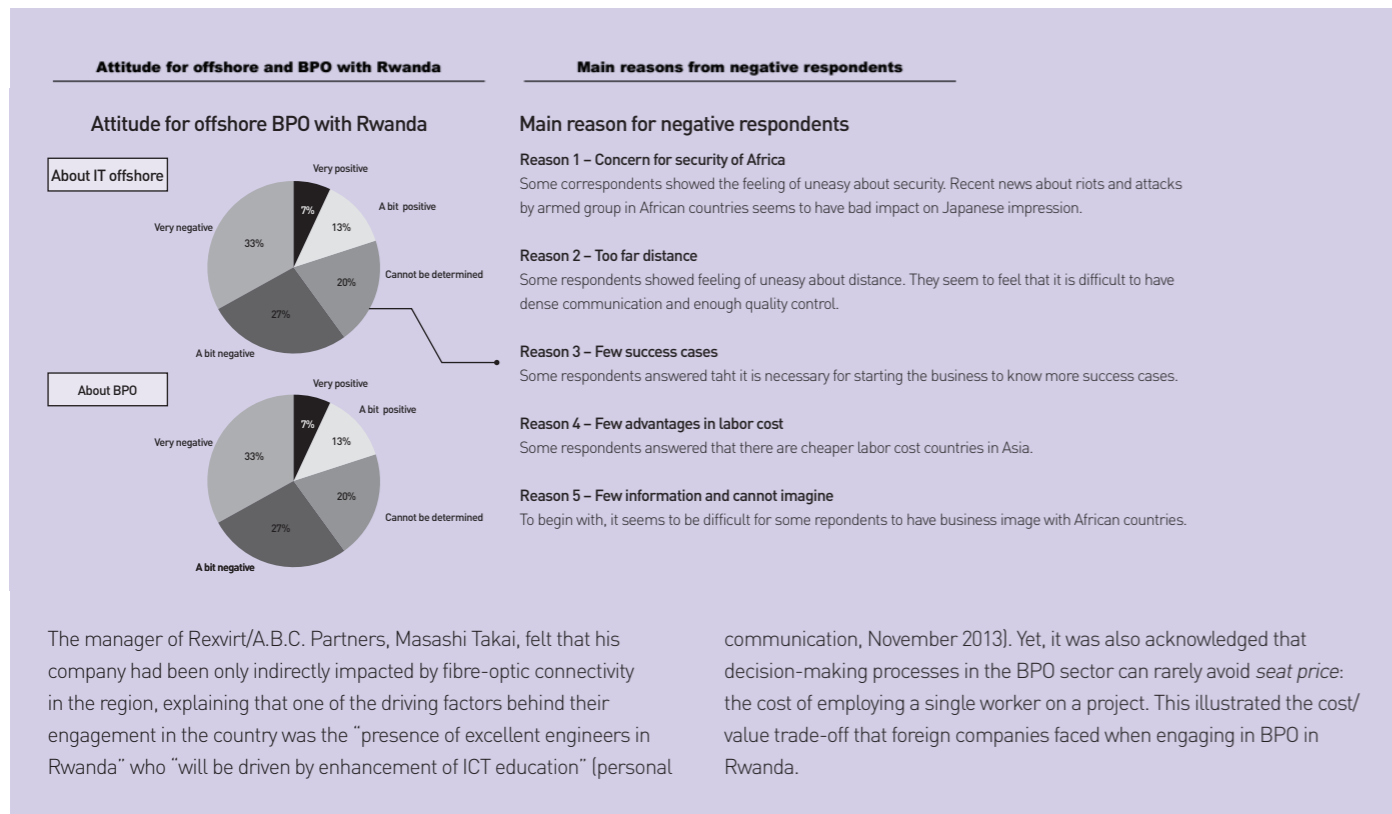 Attitude for offshore and BPO with Rwanda
Attitude for offshore BPO with Rwanda
About IT offshore
Very positive
A bit positive
Cannot be determined
A bit negative
Very negative
7%
13%
20%
27%
33%
About BPO
Very positive
A bit positive
Cannot be determined
A bit negative
Very negative
7%
13%
20%
27%
33%
Main reasons from negative respondents
Main reason for negative respondents
Reason 1 – Concern for security of Africa
Some correspondents showed the feeling of uneasy about security. Recent news about riots and attacks
by armed group in African countries seems to have bad impact on Japanese impression.
Reason 2 – Too far distance
Some respondents showed feeling of uneasy about distance. They seem to feel that it is difficult to have
dense communication and enough quality control.
Reason 3 – Few success cases
Some respondents answered taht it is necessary for starting the business to know more success cases.
Reason 4 – Few advantages in labor cost
Some respondents answered that there are cheaper labor cost countries in Asia.
Reason 5 – Few information and cannot imagine
To begin with, it seems to be difficult for some repondents to have business image with African countries.
The manager of Rexvirt/A.B.C. Partners, Masashi Takai, felt that his
company had been only indirectly impacted by fibre-optic connectivity
in the region, explaining that one of the driving factors behind their
engagement in the country was the “presence of excellent engineers in
Rwanda” who “will be driven by enhancement of ICT education” (personal
communication, November 2013). Yet, it was also acknowledged that
decision-making processes in the BPO sector can rarely avoid seat price:
the cost of employing a single worker on a project. This illustrated the cost/
value trade-off that foreign companies faced when engaging in BPO in
Rwanda.